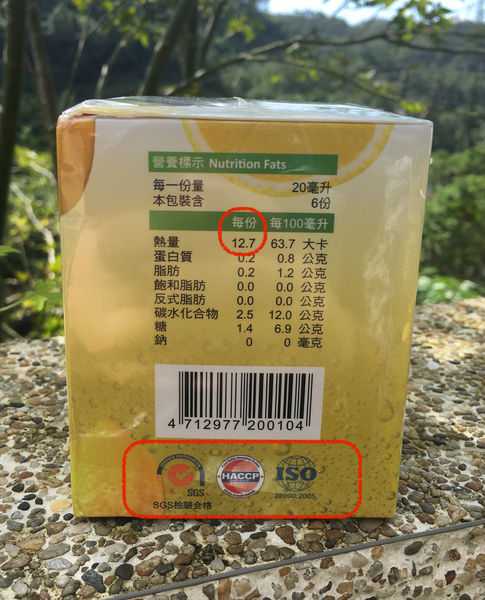 營養標示 Nutrition Fats
每一份量 20毫升
本包裝含 6份
每份 每100毫升
熱量 12.7 63.7 大卡
蛋白質 0.2 0.8 公克
脂肪 0.2 1.2 公克
飽和脂肪 0.0 0.0 公克
反式脂肪 0.0 0.0 公克
碳水化合物 2.5 12.0 公克
糖 1.4 6.9 公克
鈉 0 0 毫克
4 712977 200104
SGS HACCP ISO
22000:2005
SGS檢驗合格